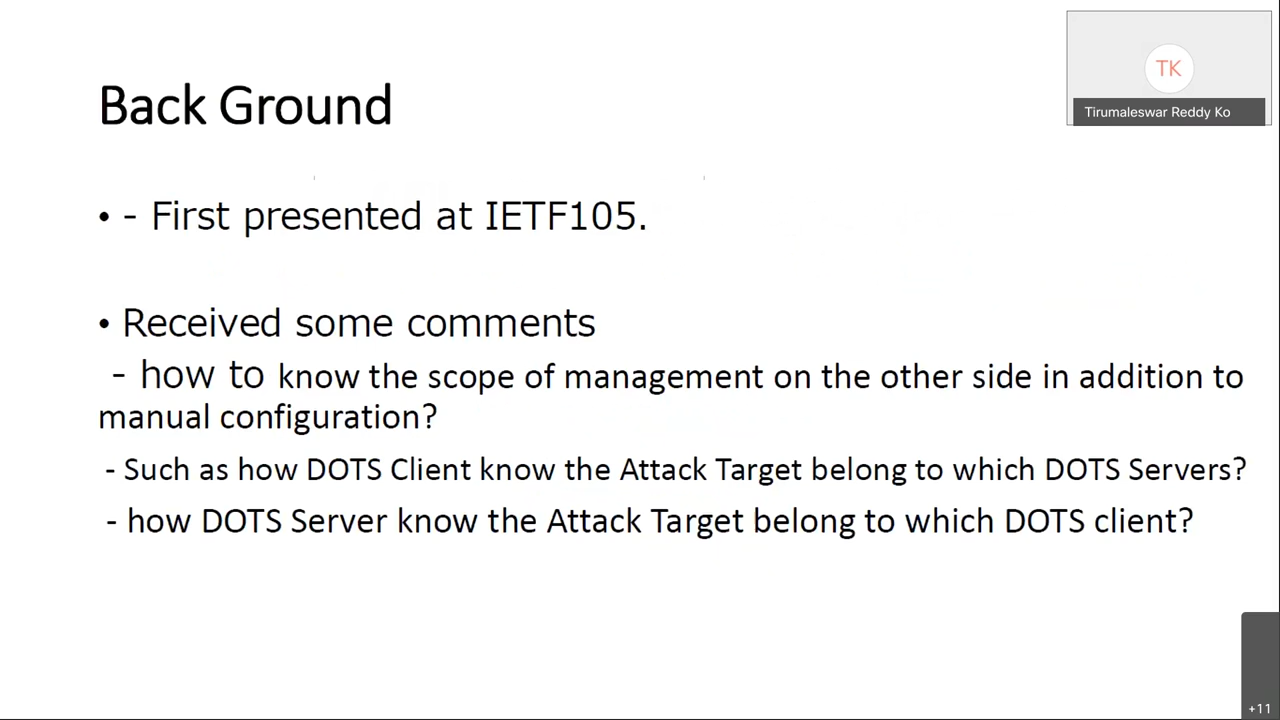 TK
Tirumaleswar Reddy Ko
Back Ground
• - First presented at IETF105.
• Received some comments
- how to know the scope of management on the other side in addition to
manual configuration?
- Such as how DOTS Client know the Attack Target belong to which DOTS Servers?
- how DOTS Server know the Attack Target belong to which DOTS client?
+11